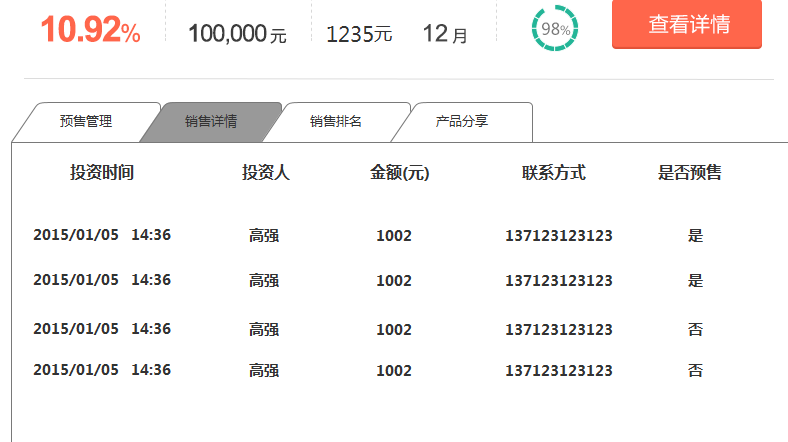 10.92% 100,000元 1235元 12月 98% 查看详情
预售管理 销售详情 销售排名 产品分享
投资时间 投资人 金额(元) 联系方式 是否预售
2015/01/05 14:36 高强 1002 137123123123 是
2015/01/05 14:36 高强 1002 137123123123 是
2015/01/05 14:36 高强 1002 137123123123 否
2015/01/05 14:36 高强 1002 137123123123 否